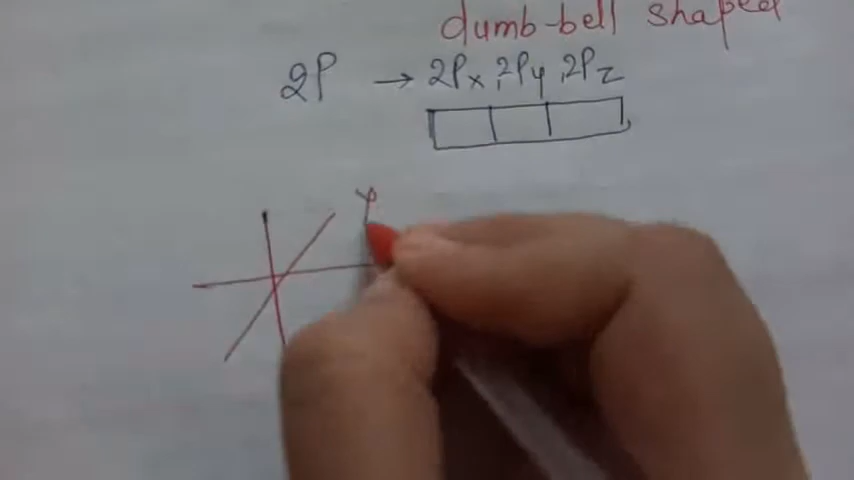 dumb-bell shaped
2P → 2Px, 2Py, 2Pz